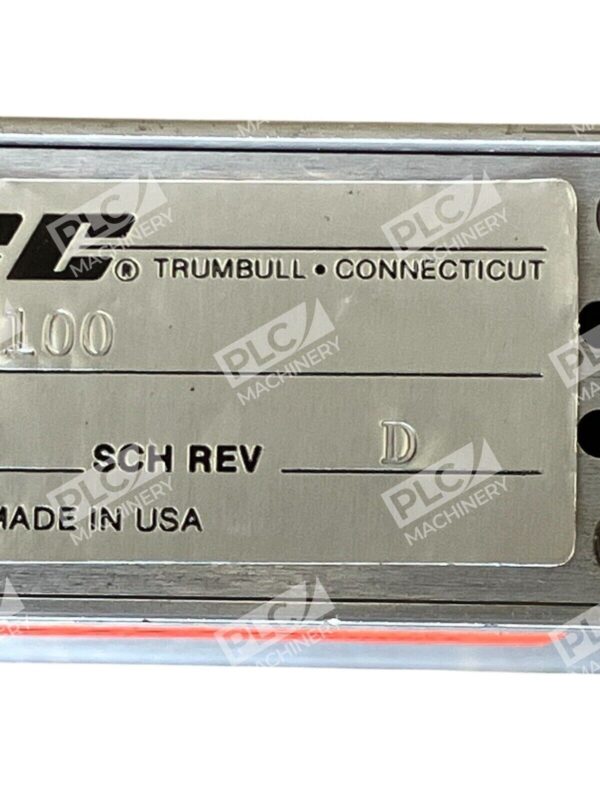 ® TRUMBULL • CONNECTICUT
100
SCH REV D
MADE IN USA
PLC MACHINERY